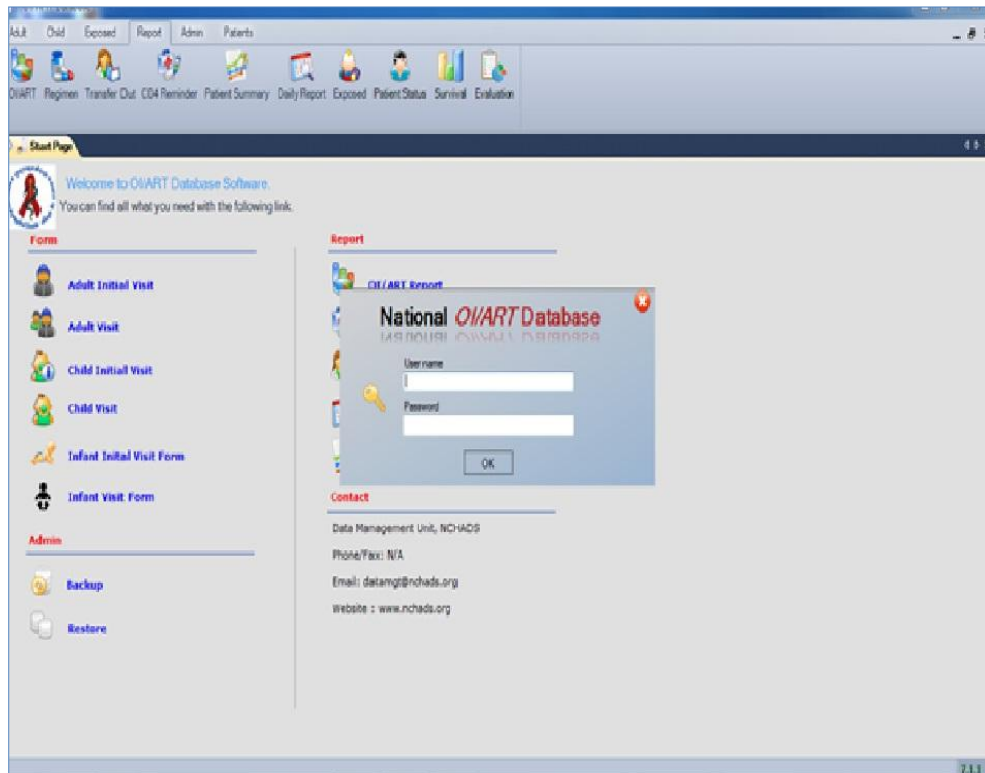 Adult Child Exposed Report Admin Patients
OI/ART Regimen Transfer Out CD4 Reminder Patient Summary Daily Report Exposed Patient Status Survival Evaluation
Start Page
Welcome to OI/ART Database Software.
You can find all what you need with the following link.
Form
Adult Initial Visit
Adult Visit
Child Initiall Visit
Child Visit
Infant Initial Visit Form
Infant Visit Form
Admin
Backup
Restore
Report
OI/ART Report
National OI/ART Database
User name
Password
OK
Contact
Data Management Unit, NCHADS
Phone/Fax: N/A
Email: datamgt@nchads.org
Website : www.nchads.org
7.1.1